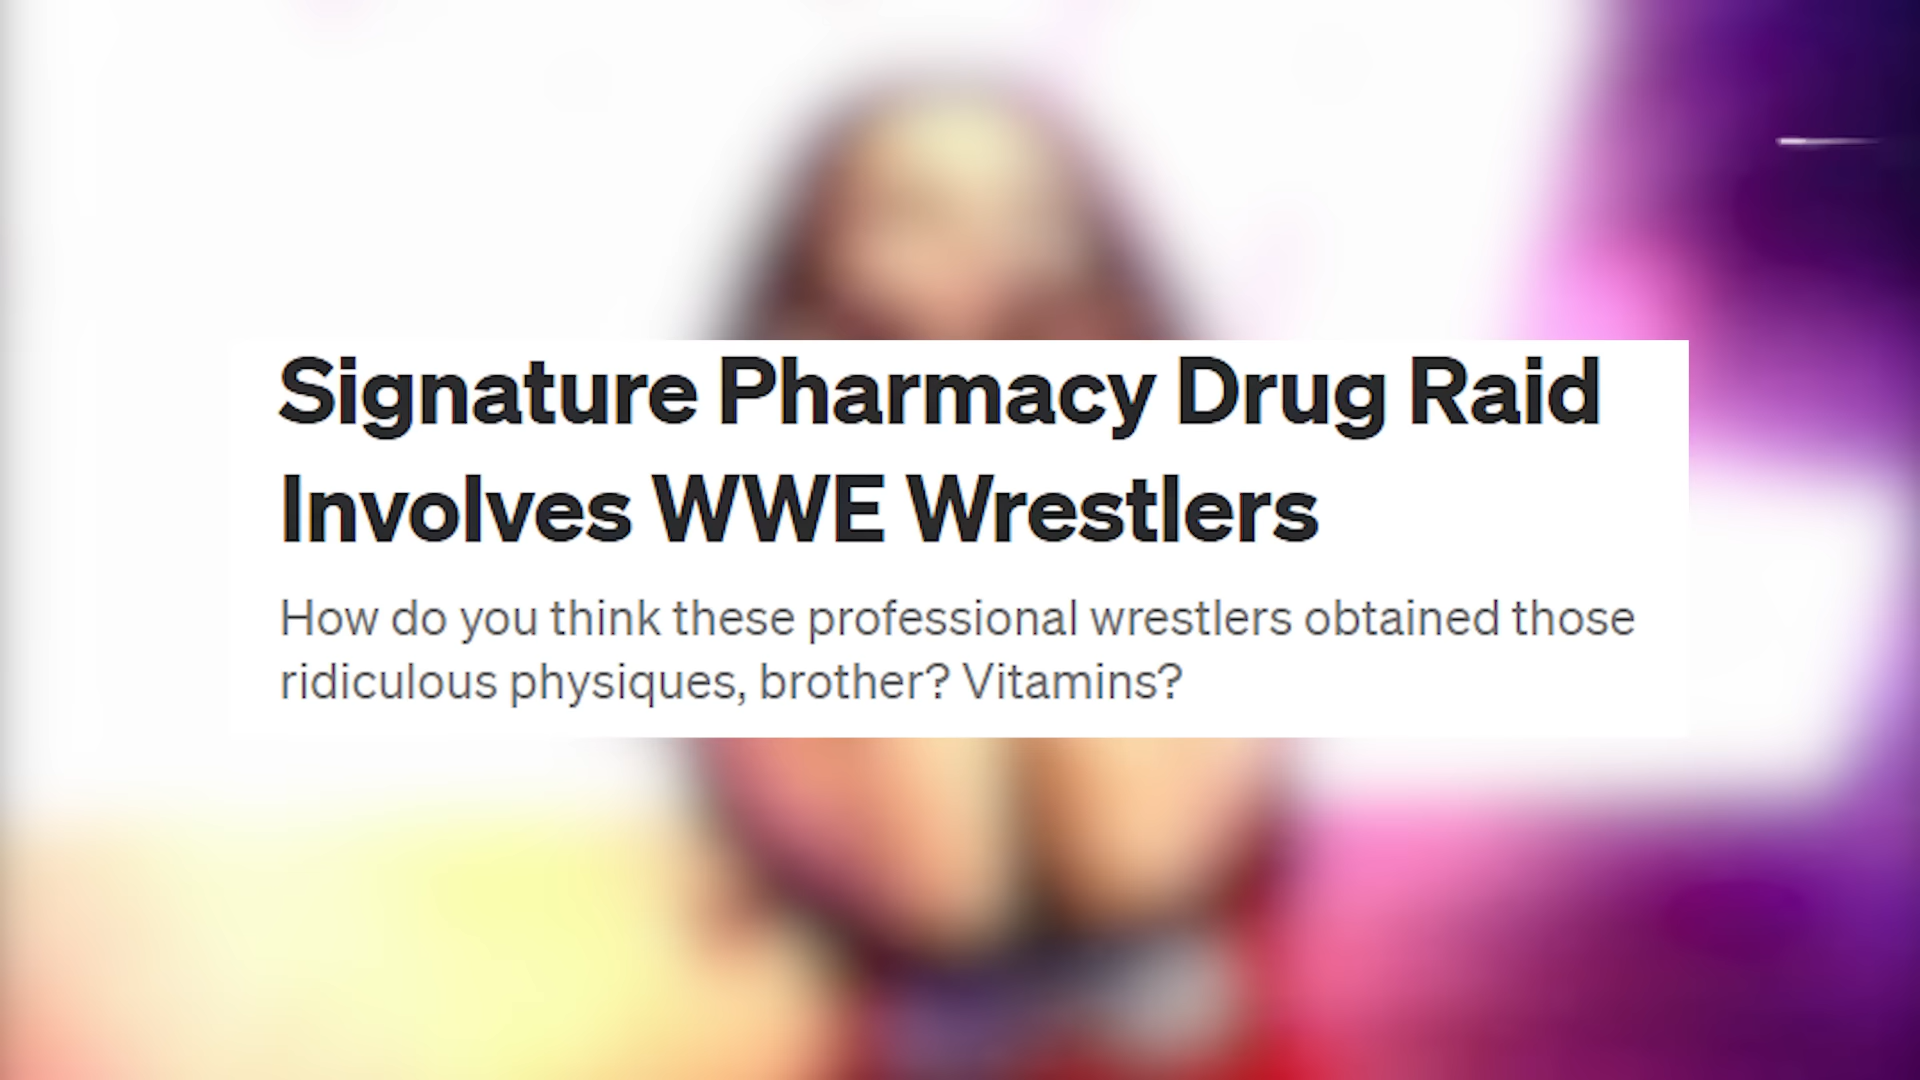 Signature Pharmacy Drug Raid
Involves WWE Wrestlers
How do you think these professional wrestlers obtained those
ridiculous physiques, brother? Vitamins?